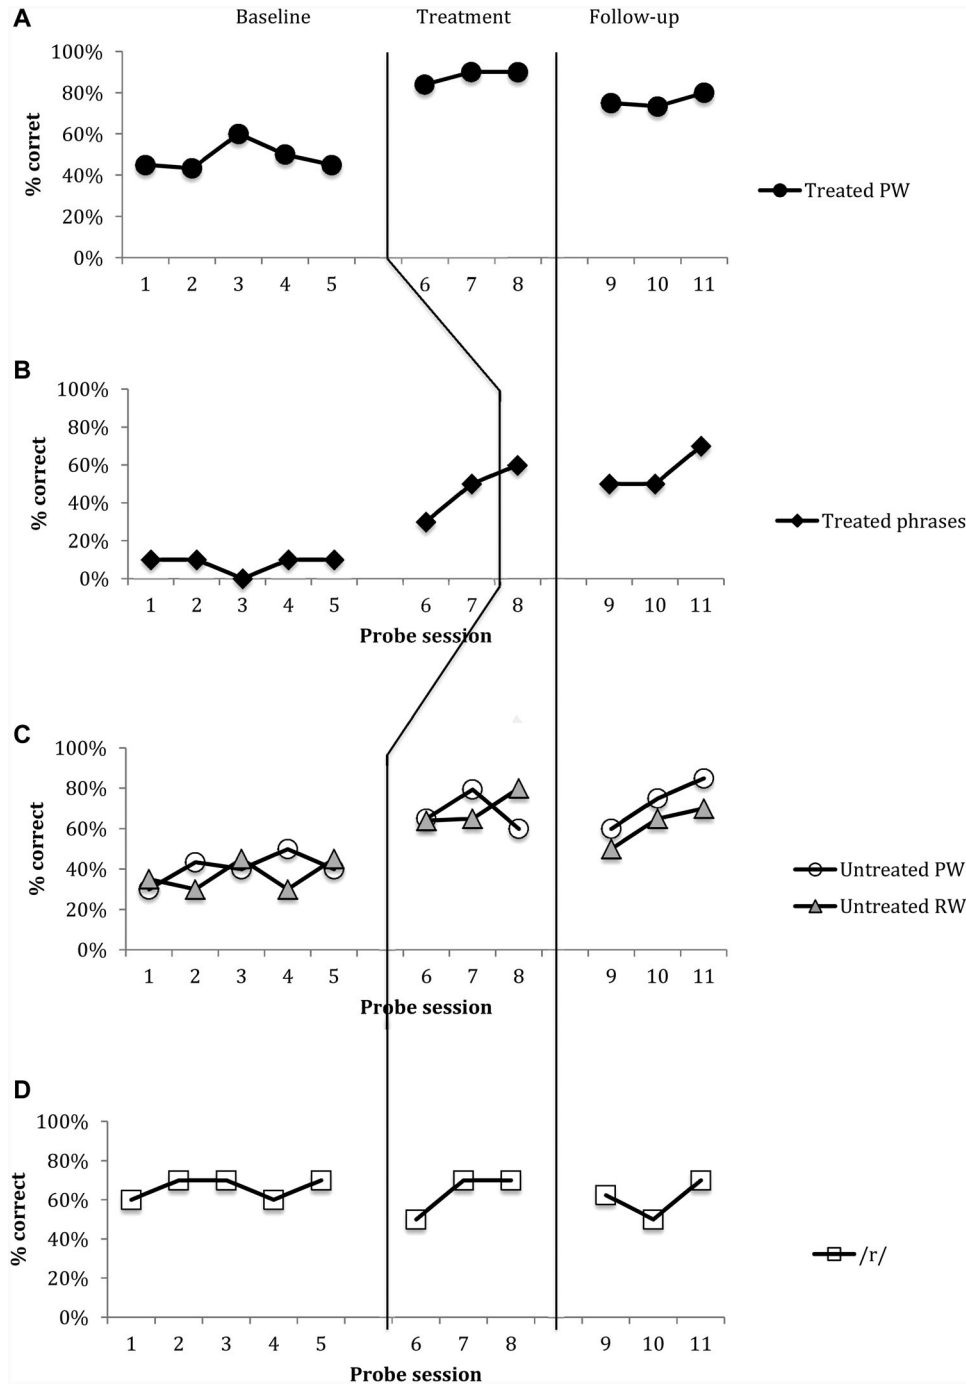 A Baseline Treatment Follow-up
100%
80%
60%
40%
20%
0%
% corret
1 2 3 4 5 6 7 8 9 10 11
Treated PW
B
100%
80%
60%
40%
20%
0%
% correct
1 2 3 4 5 6 7 8 9 10 11
Probe session
Treated phrases
C
100%
80%
60%
40%
20%
0%
% correct
1 2 3 4 5 6 7 8 9 10 11
Probe session
Untreated PW
Untreated RW
D
100%
80%
60%
40%
20%
0%
% correct
1 2 3 4 5 6 7 8 9 10 11
Probe session
/r/